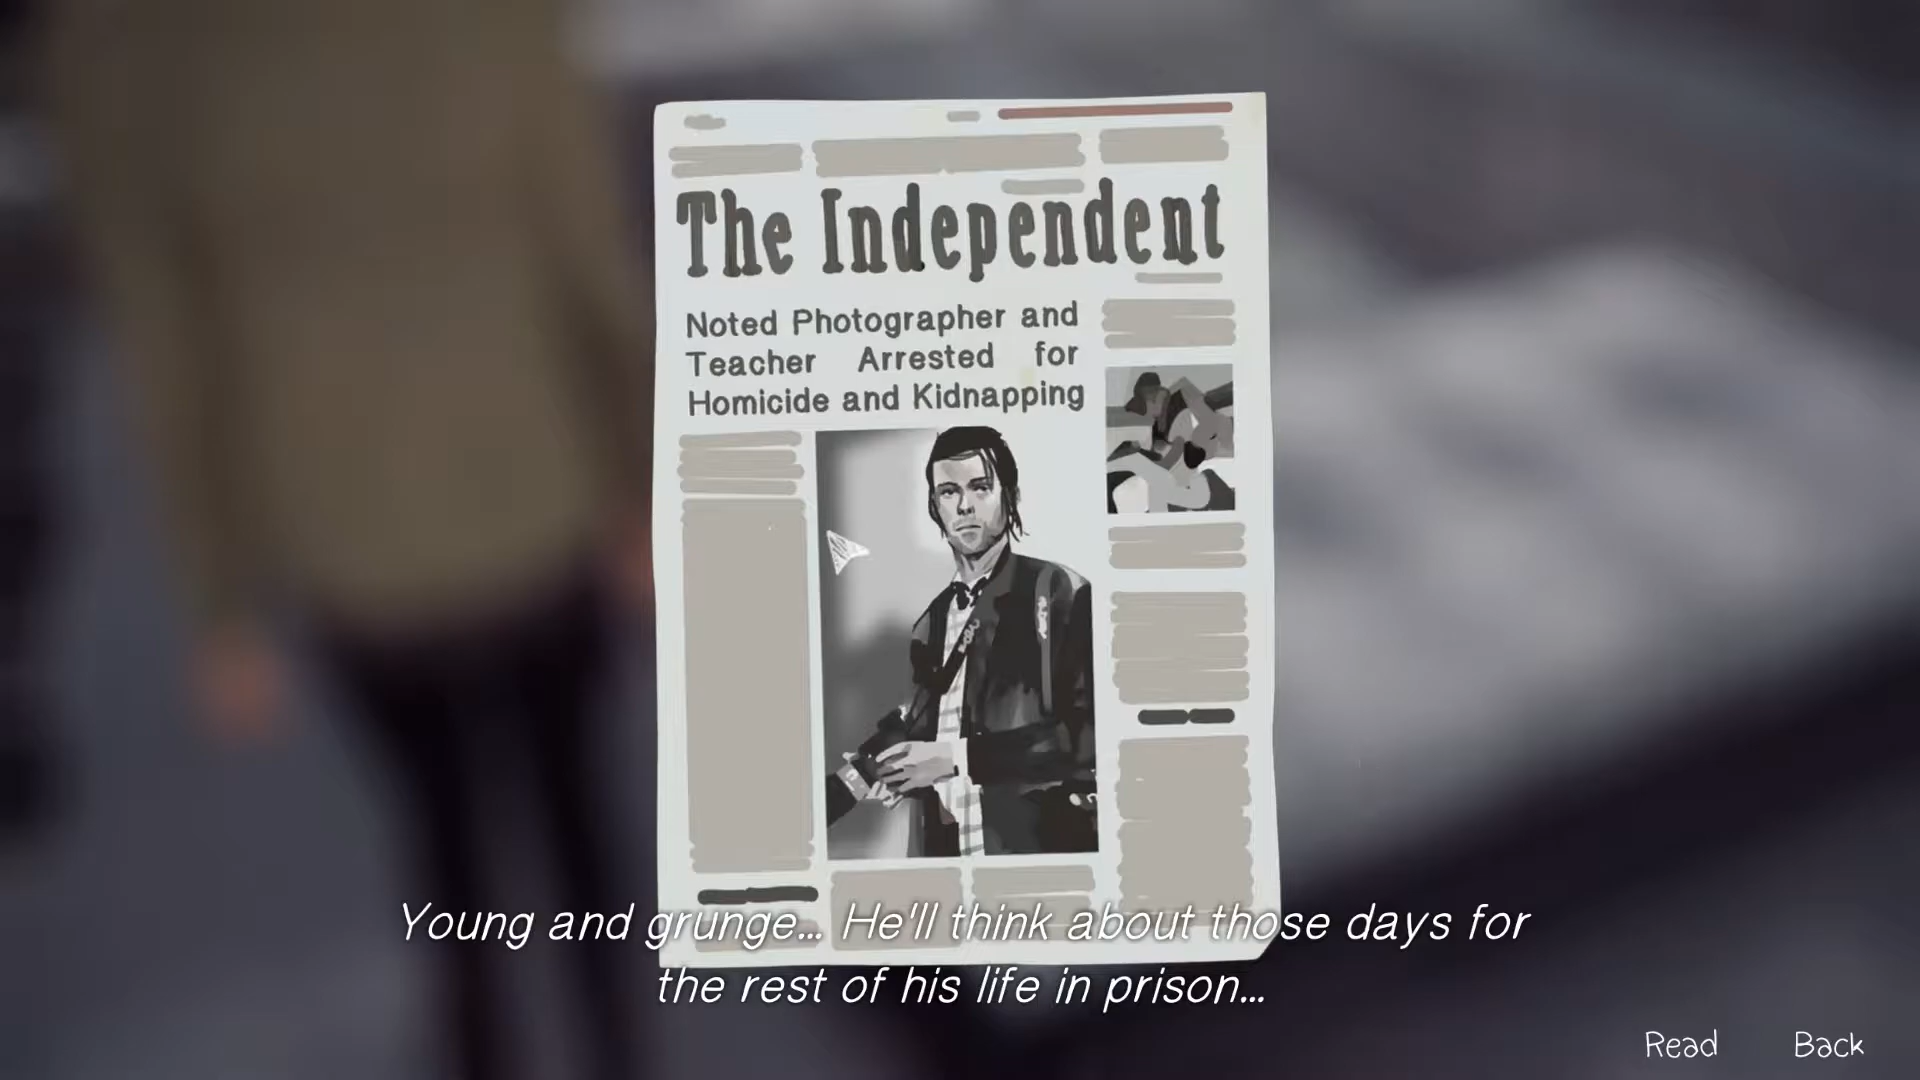 The Independent
Noted Photographer and
Teacher Arrested for
Homicide and Kidnapping
Young and grunge... He'll think about those days for
the rest of his life in prison...
Read Back